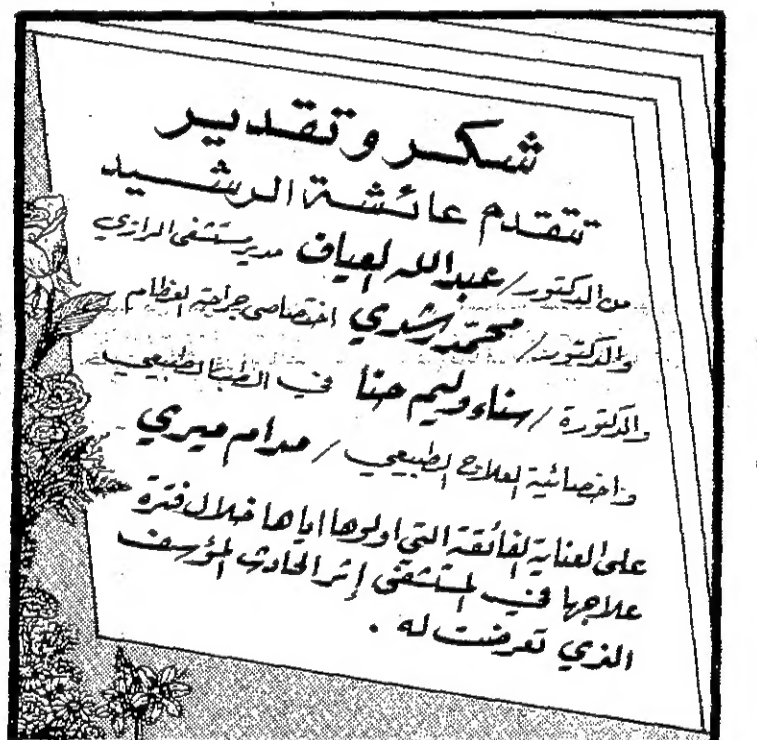 شكر وتقدير
تتقدم عائشة الرشيد
من الدكتور/ عبدالله العياف مدير مستشفى الرازي
والدكتور/ محمد رشدي اختصاصي جراحة العظام
والدكتورة/ سناء وليم حنا في الطب الطبيعي
واخصائية العلاج الطبيعي/ مدام ميري
على العناية الفائقة التي اولوها اياها خلال فترة
علاجها في المستشفى إثر الحادث المؤسف
الذي تعرضت له .